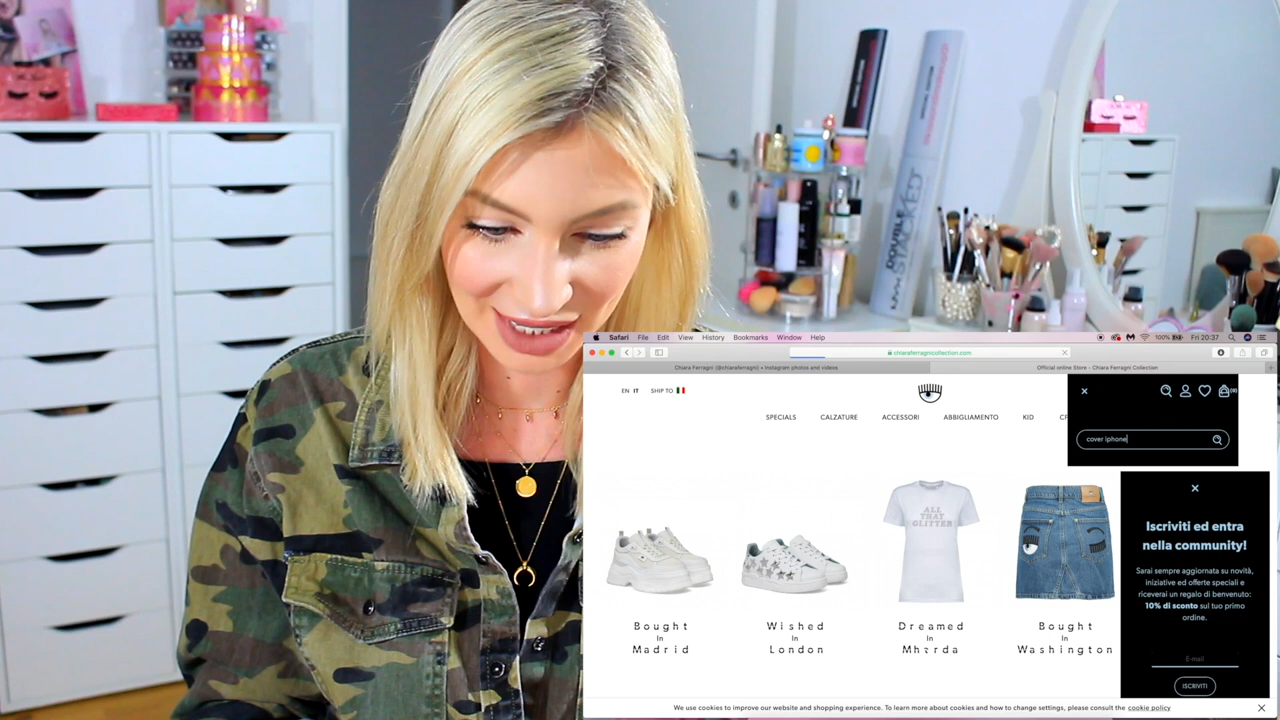 NYX DOUBLE STACKED
Safari File Edit View History Bookmarks Window Help
100% Fri 20:37
chiaraferragnicollection.com
Chiara Ferragni (@chiaraferragni) • Instagram photos and videos
Official online Store - Chiara Ferragni Collection
EN IT SHIP TO
(0)
SPECIALS CALZATURE ACCESSORI ABBIGLIAMENTO KID
cover iphone
Bought
In
Madrid
Wished
In
London
Dreamed
In
Bought
In
Washington
Iscriviti ed entra
nella community!
Sarai sempre aggiornata su novità,
iniziative ed offerte speciali e
riceverai un regalo di benvenuto:
10% di sconto sul tuo primo
ordine.
E-mail
ISCRIVITI
We use cookies to improve our website and shopping experience. To learn more about cookies and how to change settings, please consult the cookie policy